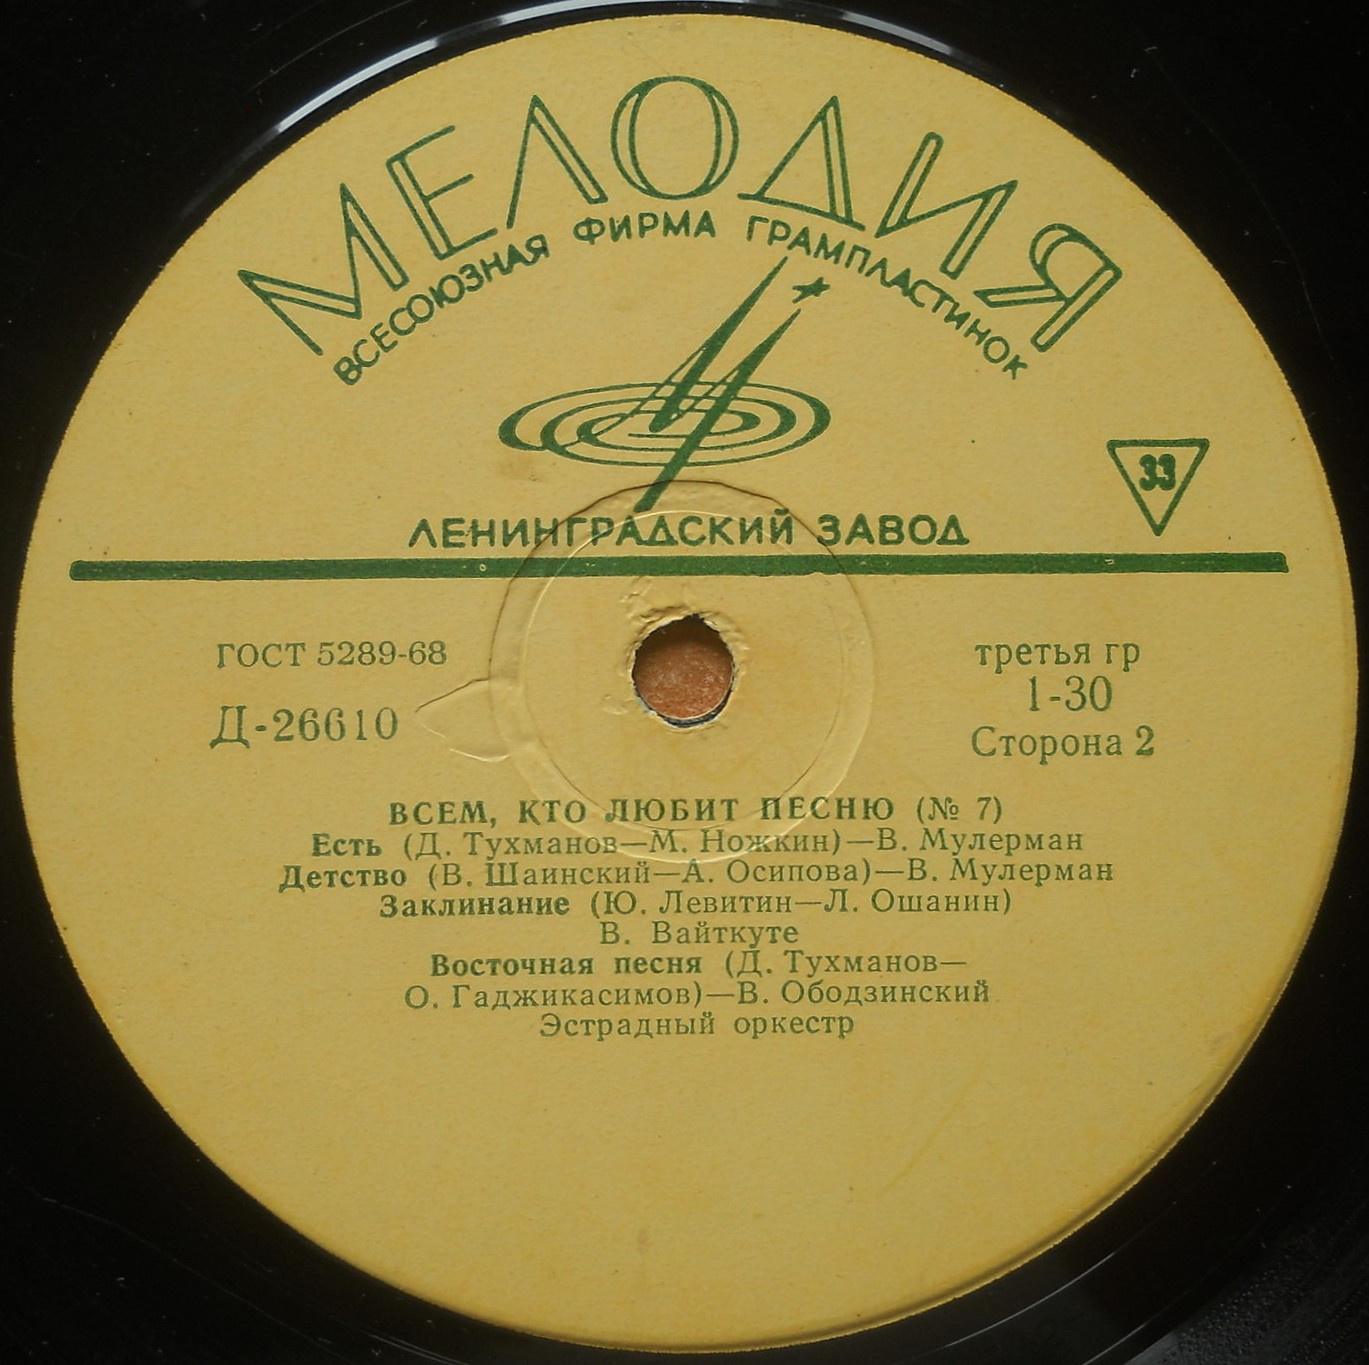 МЕЛОДИЯ
ВСЕСОЮЗНАЯ ФИРМА ГРАМПЛАСТИНОК
33
ЛЕНИНГРАДСКИЙ ЗАВОД
ГОСТ 5289-68
Д-26610
третья гр
1-30
Сторона 2
ВСЕМ, КТО ЛЮБИТ ПЕСНЮ (№ 7)
Есть (Д. Тухманов—М. Ножкин)—В. Мулерман
Детство (В. Шаинский—А. Осипова)—В. Мулерман
Заклинание (Ю. Левитин—Л. Ошанин)
В. Вайткуте
Восточная песня (Д. Тухманов—
О. Гаджикасимов)—В. Ободзинский
Эстрадный оркестр